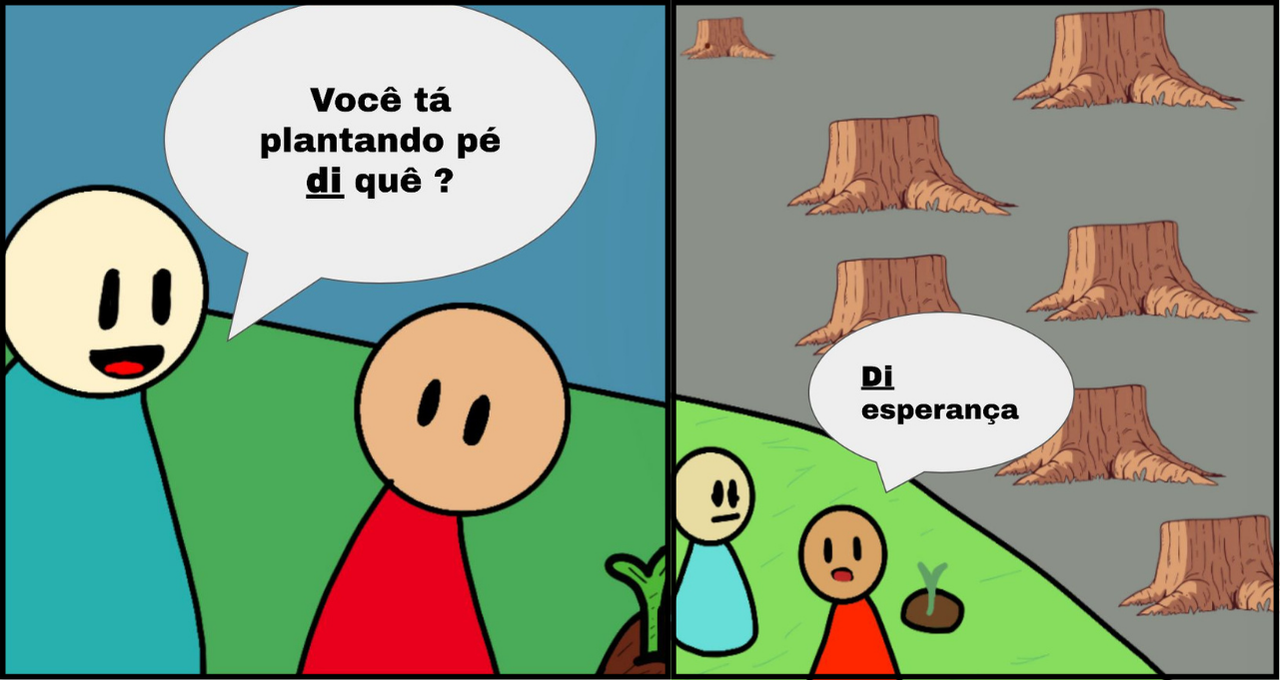 Você tá
plantando pé
di quê ?
Di
esperança